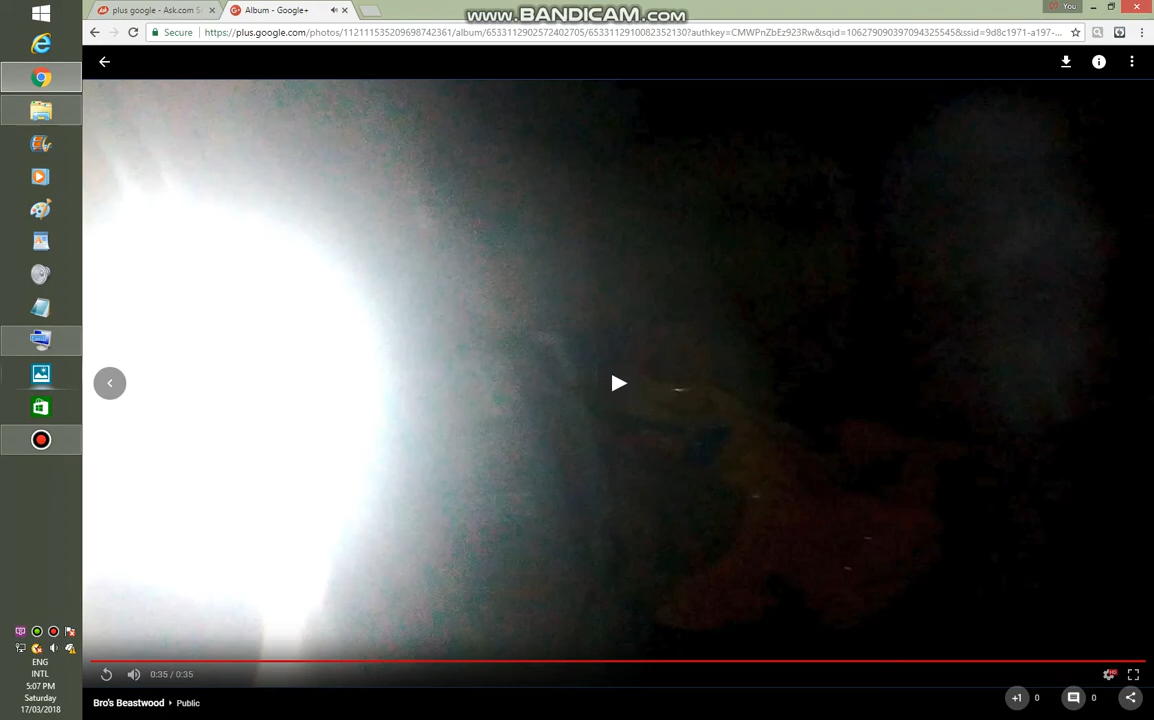 plus google - Ask.com S
Album - Google+
www.BANDICAM.com
You
Secure
https://plus.google.com/photos/112111535209698742361/album/6533112902572402705/6533112910082352130?authkey=CMWPnZbEz923Rw&sqid=106279090397094325545&ssid=9d8c1971-a197-...
0:35 / 0:35
HD
Bro's Beastwood
Public
+1
0
0
ENG
INTL
5:07 PM
Saturday
17/03/2018